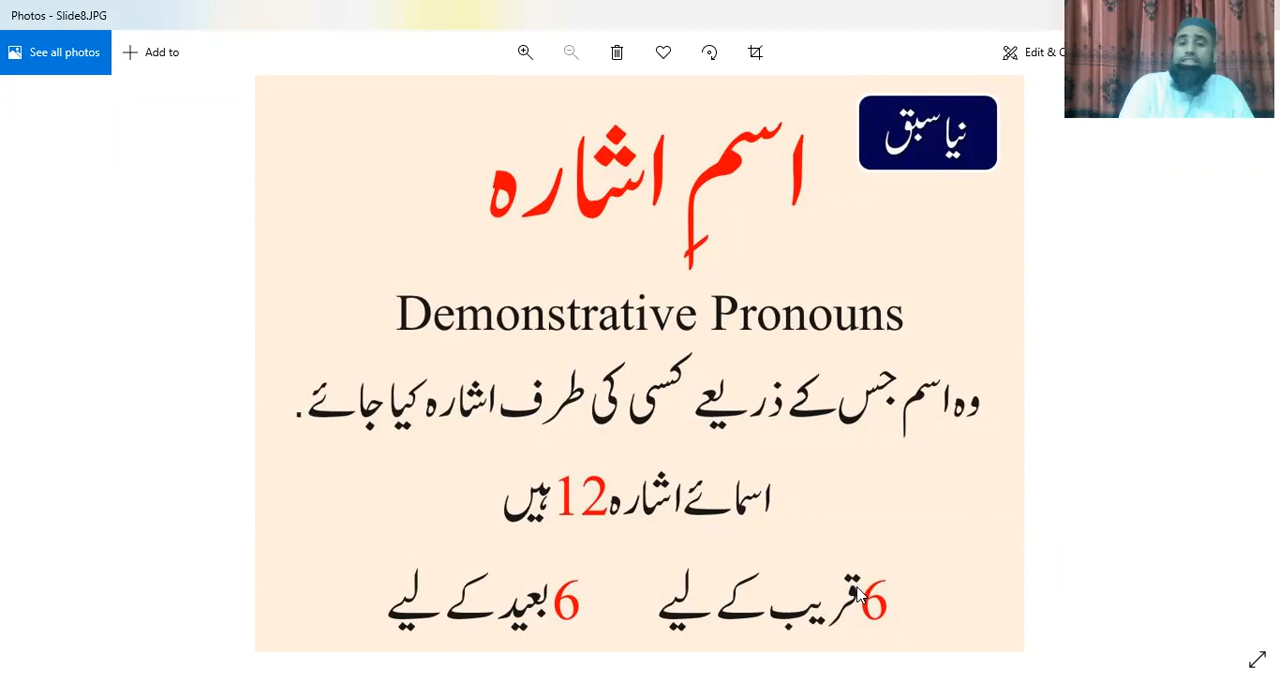 Photos - Slide8.JPG
See all photos
Add to
Edit & C
نیا سبق
اسمِ اشارہ
Demonstrative Pronouns
وہ اسم جس کے ذریعے کسی کی طرف اشارہ کیا جائے.
اسمائے اشارہ 12 ہیں
6 قریب کے لیے 6 بعید کے لیے